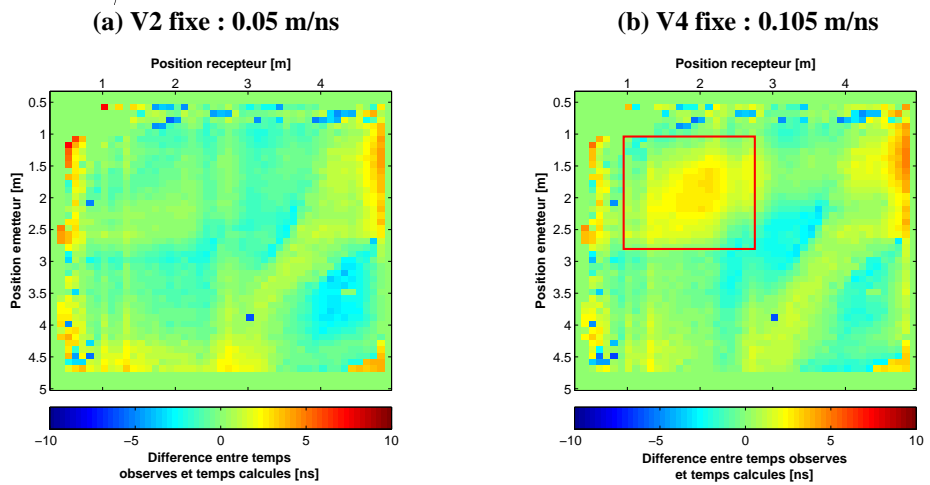 (a) V2 fixe : 0.05 m/ns
Position recepteur [m]
1 2 3 4
Position emetteur [m]
0.5
1
1.5
2
2.5
3
3.5
4
4.5
5
−10 −5 0 5 10
Difference entre temps
observes et temps calcules [ns]
(b) V4 fixe : 0.105 m/ns
Position recepteur [m]
1 2 3 4
Position emetteur [m]
0.5
1
1.5
2
2.5
3
3.5
4
4.5
5
−10 −5 0 5 10
Difference entre temps observes
et temps calcules [ns]